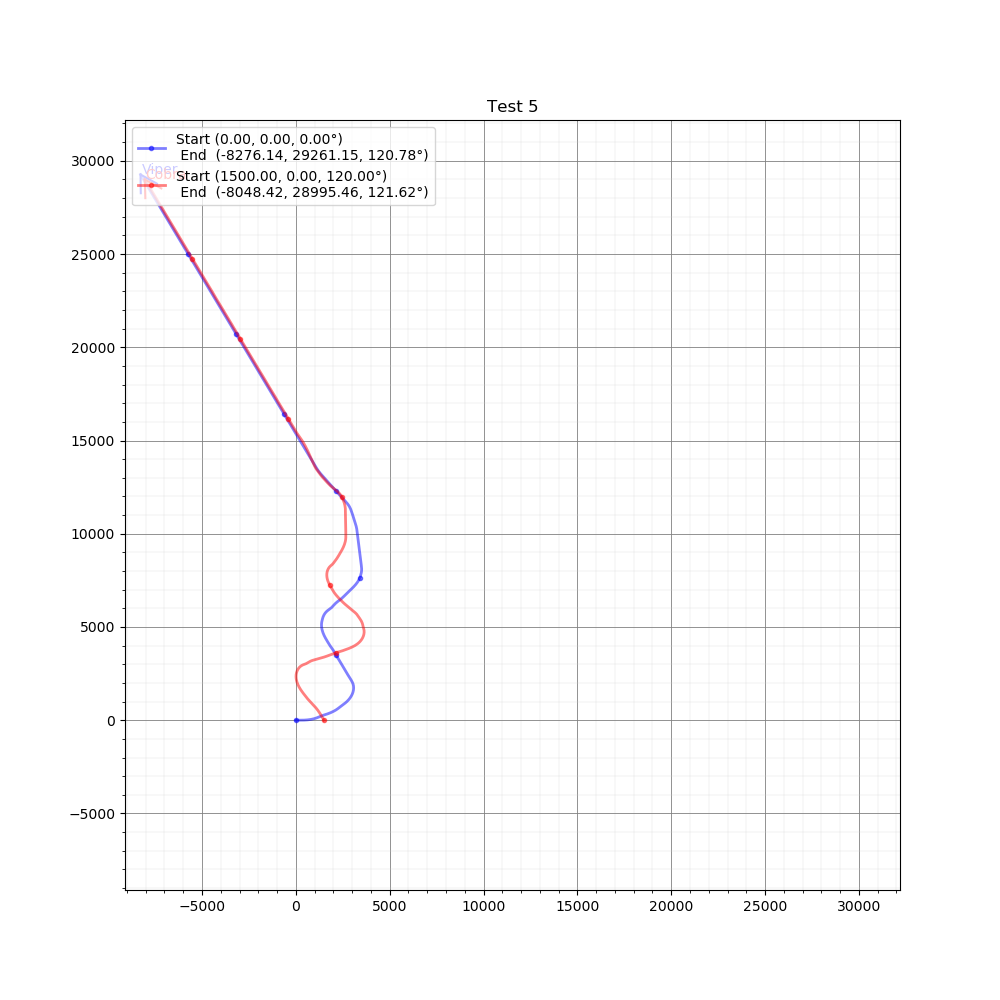 Test 5
Start (0.00, 0.00, 0.00°)
End (-8276.14, 29261.15, 120.78°)
Start (1500.00, 0.00, 120.00°)
End (-8048.42, 28995.46, 121.62°)
Viper
30000
25000
20000
15000
10000
5000
0
−5000
−5000 0 5000 10000 15000 20000 25000 30000